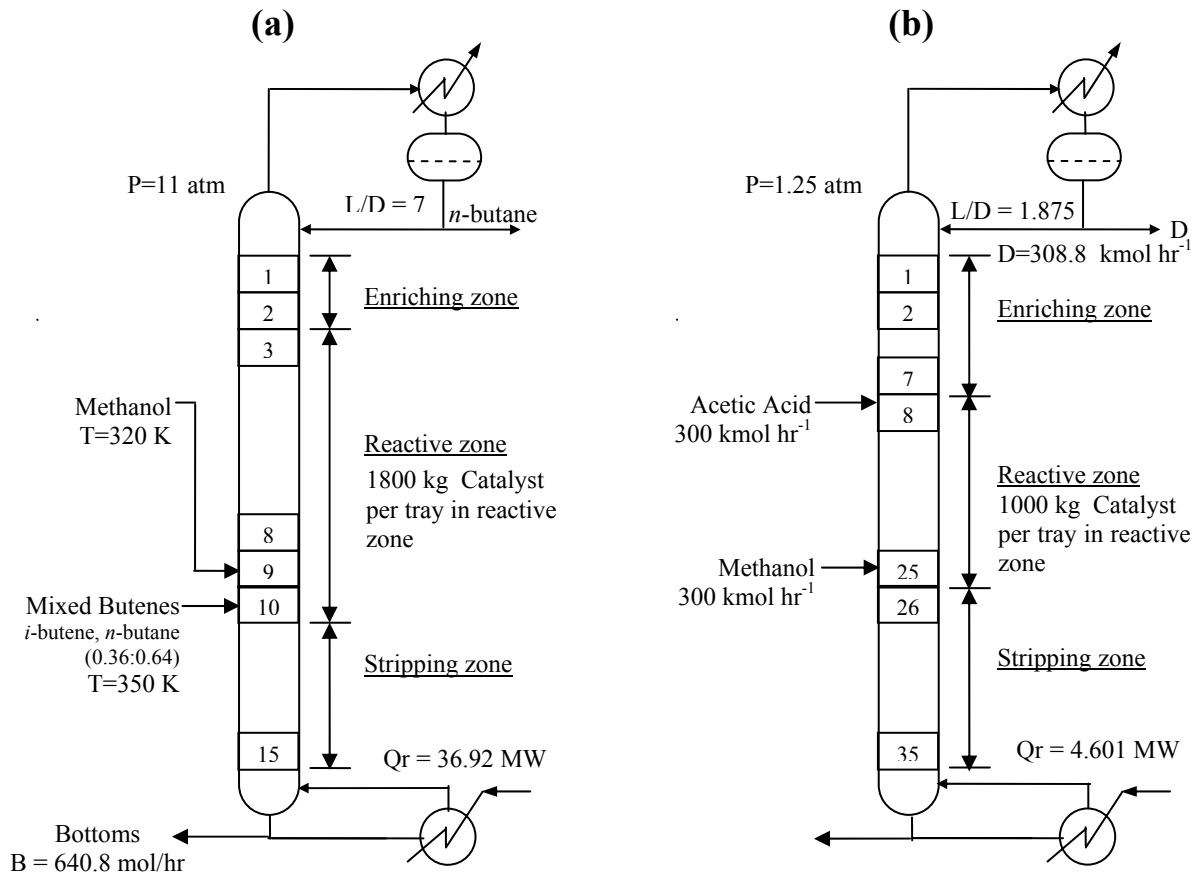 (a)
P=11 atm
L/D = 7
n-butane
1
2
3
Enriching zone
Methanol
T=320 K
Reactive zone
1800 kg Catalyst
per tray in reactive
zone
8
9
10
Mixed Butenes
i-butene, n-butane
(0.36:0.64)
T=350 K
Stripping zone
15
Qr = 36.92 MW
Bottoms
B = 640.8 mol/hr
(b)
P=1.25 atm
L/D = 1.875
D
D=308.8 kmol hr-1
1
2
Enriching zone
7
8
Acetic Acid
300 kmol hr-1
Reactive zone
1000 kg Catalyst
per tray in reactive
zone
Methanol
300 kmol hr-1
25
26
Stripping zone
35
Qr = 4.601 MW